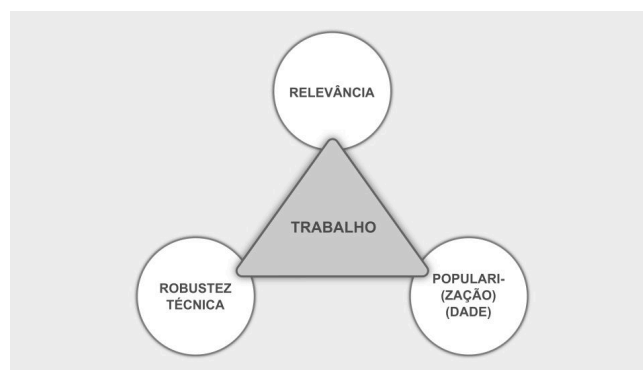 RELEVÂNCIA
TRABALHO
ROBUSTEZ
TÉCNICA
POPULARI-
(ZAÇÃO)
(DADE)